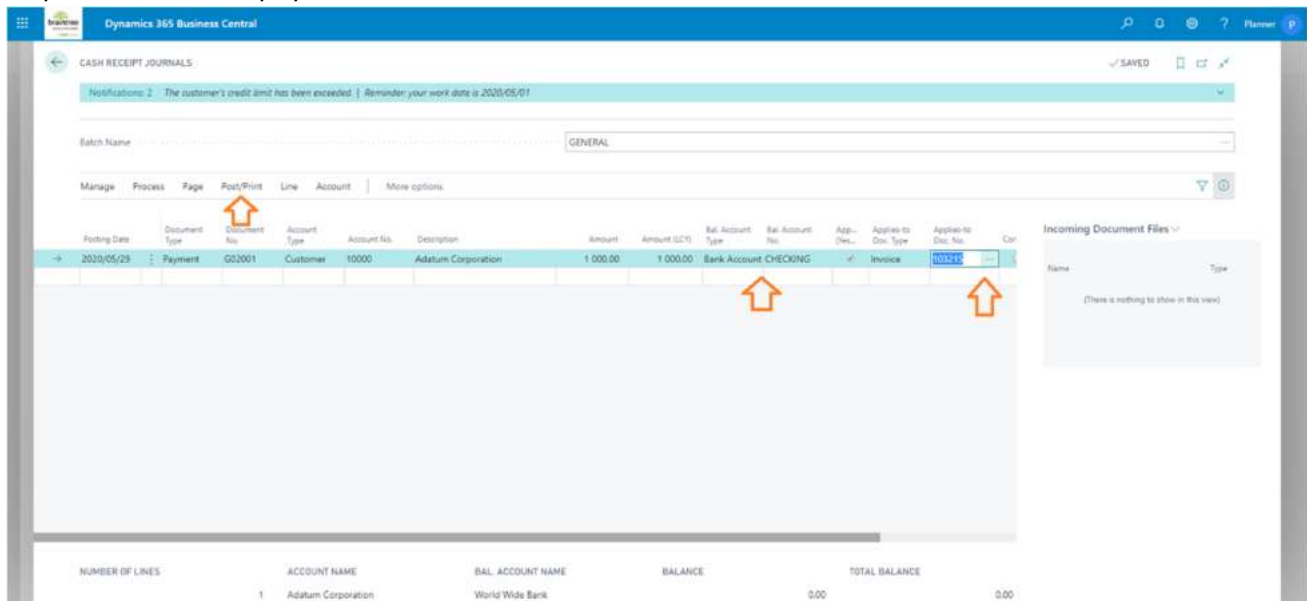 braintree Dynamics 365 Business Central ? Planner P
CASH RECEIPT JOURNALS ✓ SAVED
Notifications: 2 The customer's credit limit has been exceeded. | Reminder: your work date is 2020/05/01
Batch Name GENERAL
Manage Process Page Post/Print Line Account | More options
Posting Date Document Type Document No. Account Type Account No. Description Amount Amount (LCY) Bal. Account Type Bal. Account No. App... (Yes... Applies-to Doc. Type Applies-to Doc. No. Incoming Document Files
→ 2020/05/29 Payment G02001 Customer 10000 Adatum Corporation 1 000.00 1 000.00 Bank Account CHECKING ✓ Invoice 103215 ...
Name Type
(There is nothing to show in this view)
NUMBER OF LINES ACCOUNT NAME BAL. ACCOUNT NAME BALANCE TOTAL BALANCE
1 Adatum Corporation World Wide Bank 0.00 0.00